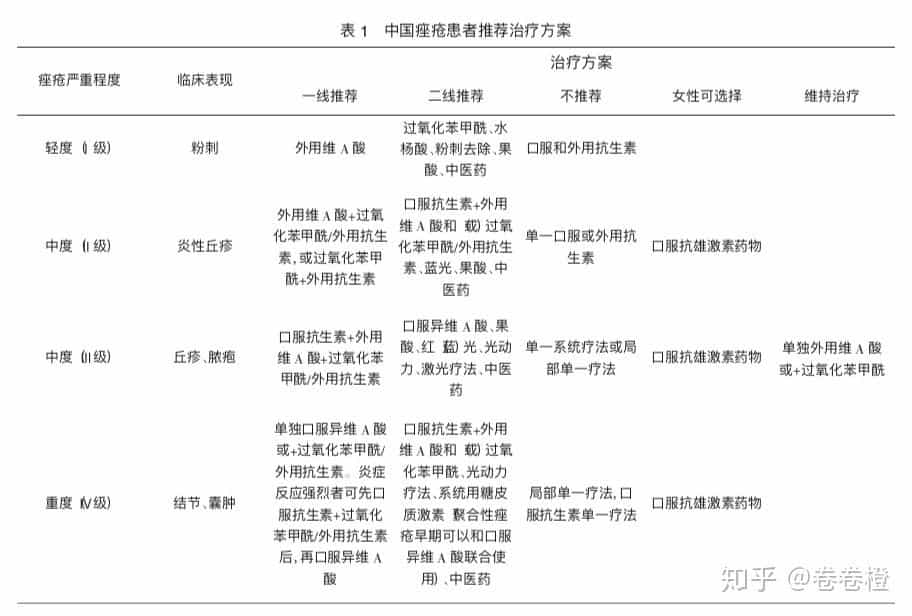 表 1 中国痤疮患者推荐治疗方案
痤疮严重程度
临床表现
治疗方案
一线推荐
二线推荐
不推荐
女性可选择
维持治疗
轻度（I 级）
粉刺
外用维 A 酸
过氧化苯甲酰、水
杨酸、粉刺去除、果
酸、中医药
口服和外用抗生素
中度（II 级）
炎性丘疹
外用维 A 酸+过氧
化苯甲酰/外用抗生
素,或过氧化苯甲
酰+外用抗生素
口服抗生素+外用
维 A 酸和（或）过氧
化苯甲酰/外用抗生
素、蓝光、果酸、中
医药
单一口服或外用抗
生素
口服抗雄激素药物
中度（III级）
丘疹、脓疱
口服抗生素+外用
维 A 酸+过氧化苯
甲酰/外用抗生素
口服异维 A 酸、果
酸、红（蓝）光、光动
力、激光疗法、中医
药
单一系统疗法或局
部单一疗法
口服抗雄激素药物
单独外用维 A 酸
或+过氧化苯甲酰
重度（IV级）
结节、囊肿
单独口服异维 A 酸
或+过氧化苯甲酰/
外用抗生素。炎症
反应强烈者可先口
服抗生素+过氧化
苯甲酰/外用抗生素
后,再口服异维 A
酸
口服抗生素+外用
维 A 酸和（或）过氧
化苯甲酰、光动力
疗法、系统用糖皮
质激素（聚合性痤
疮早期可以和口服
异维 A 酸联合使
用）、中医药
局部单一疗法,口
服抗生素单一疗法
口服抗雄激素药物
知乎 @卷卷橙